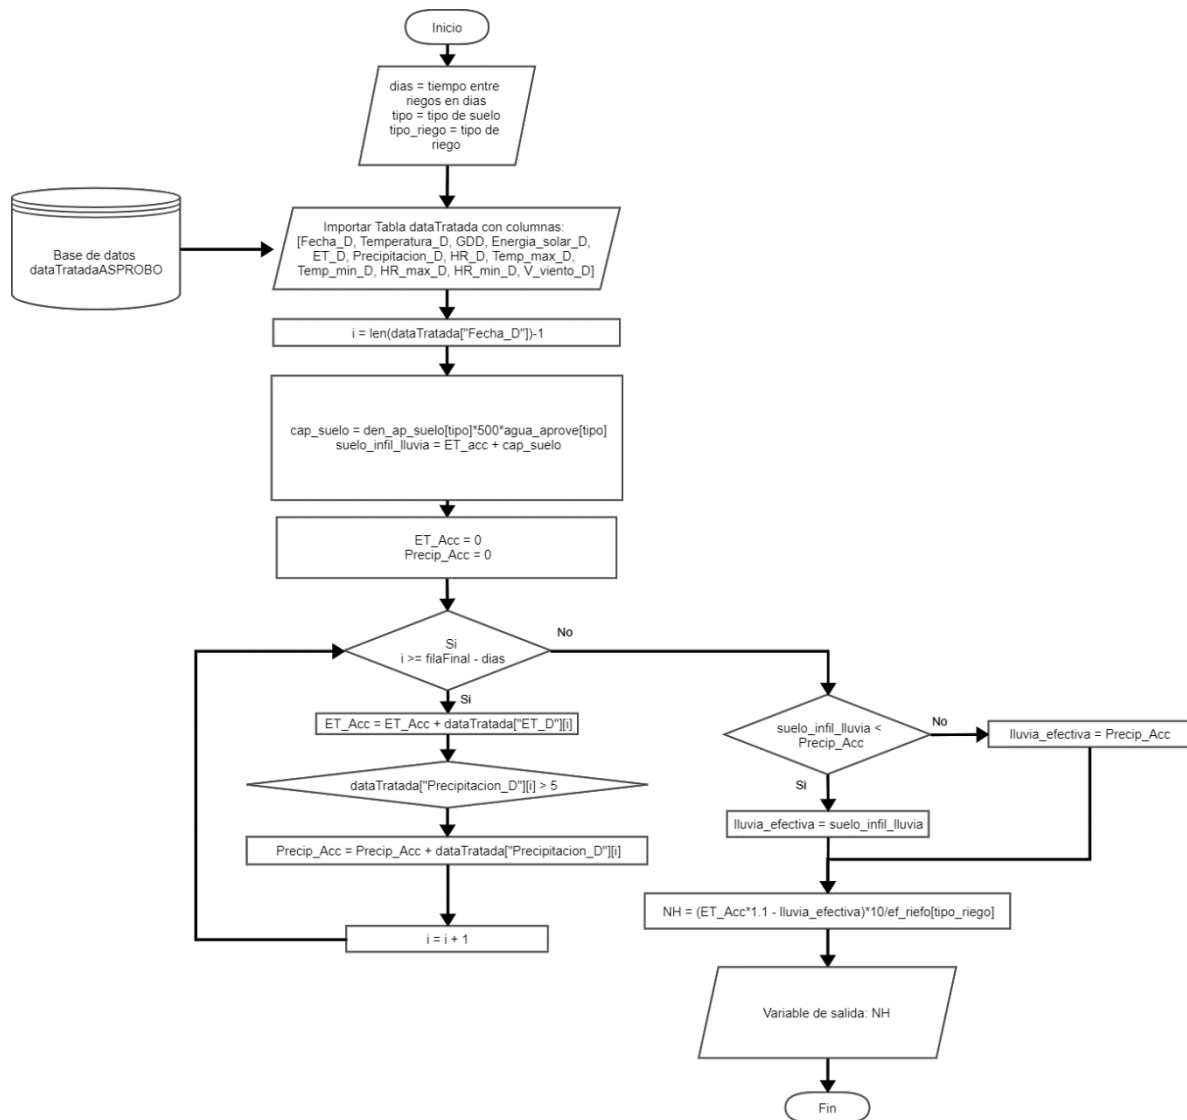 Inicio
dias = tiempo entre
riegos en dias
tipo = tipo de suelo
tipo_riego = tipo de
riego
Base de datos
dataTratadaASPROBO
Importar Tabla dataTratada con columnas:
[Fecha_D, Temperatura_D, GDD, Energia_solar_D,
ET_D, Precipitacion_D, HR_D, Temp_max_D,
Temp_min_D, HR_max_D, HR_min_D, V_viento_D]
i = len(dataTratada["Fecha_D"])-1
cap_suelo = den_ap_suelo[tipo]*500*agua_aprove[tipo]
suelo_infil_lluvia = ET_acc + cap_suelo
ET_Acc = 0
Precip_Acc = 0
Si
i >= filaFinal - dias
No
Si
ET_Acc = ET_Acc + dataTratada["ET_D"][i]
dataTratada["Precipitacion_D"][i] > 5
Precip_Acc = Precip_Acc + dataTratada["Precipitacion_D"][i]
i = i + 1
suelo_infil_lluvia <
Precip_Acc
No
lluvia_efectiva = Precip_Acc
Si
lluvia_efectiva = suelo_infil_lluvia
NH = (ET_Acc*1.1 - lluvia_efectiva)*10/ef_riefo[tipo_riego]
Variable de salida: NH
Fin